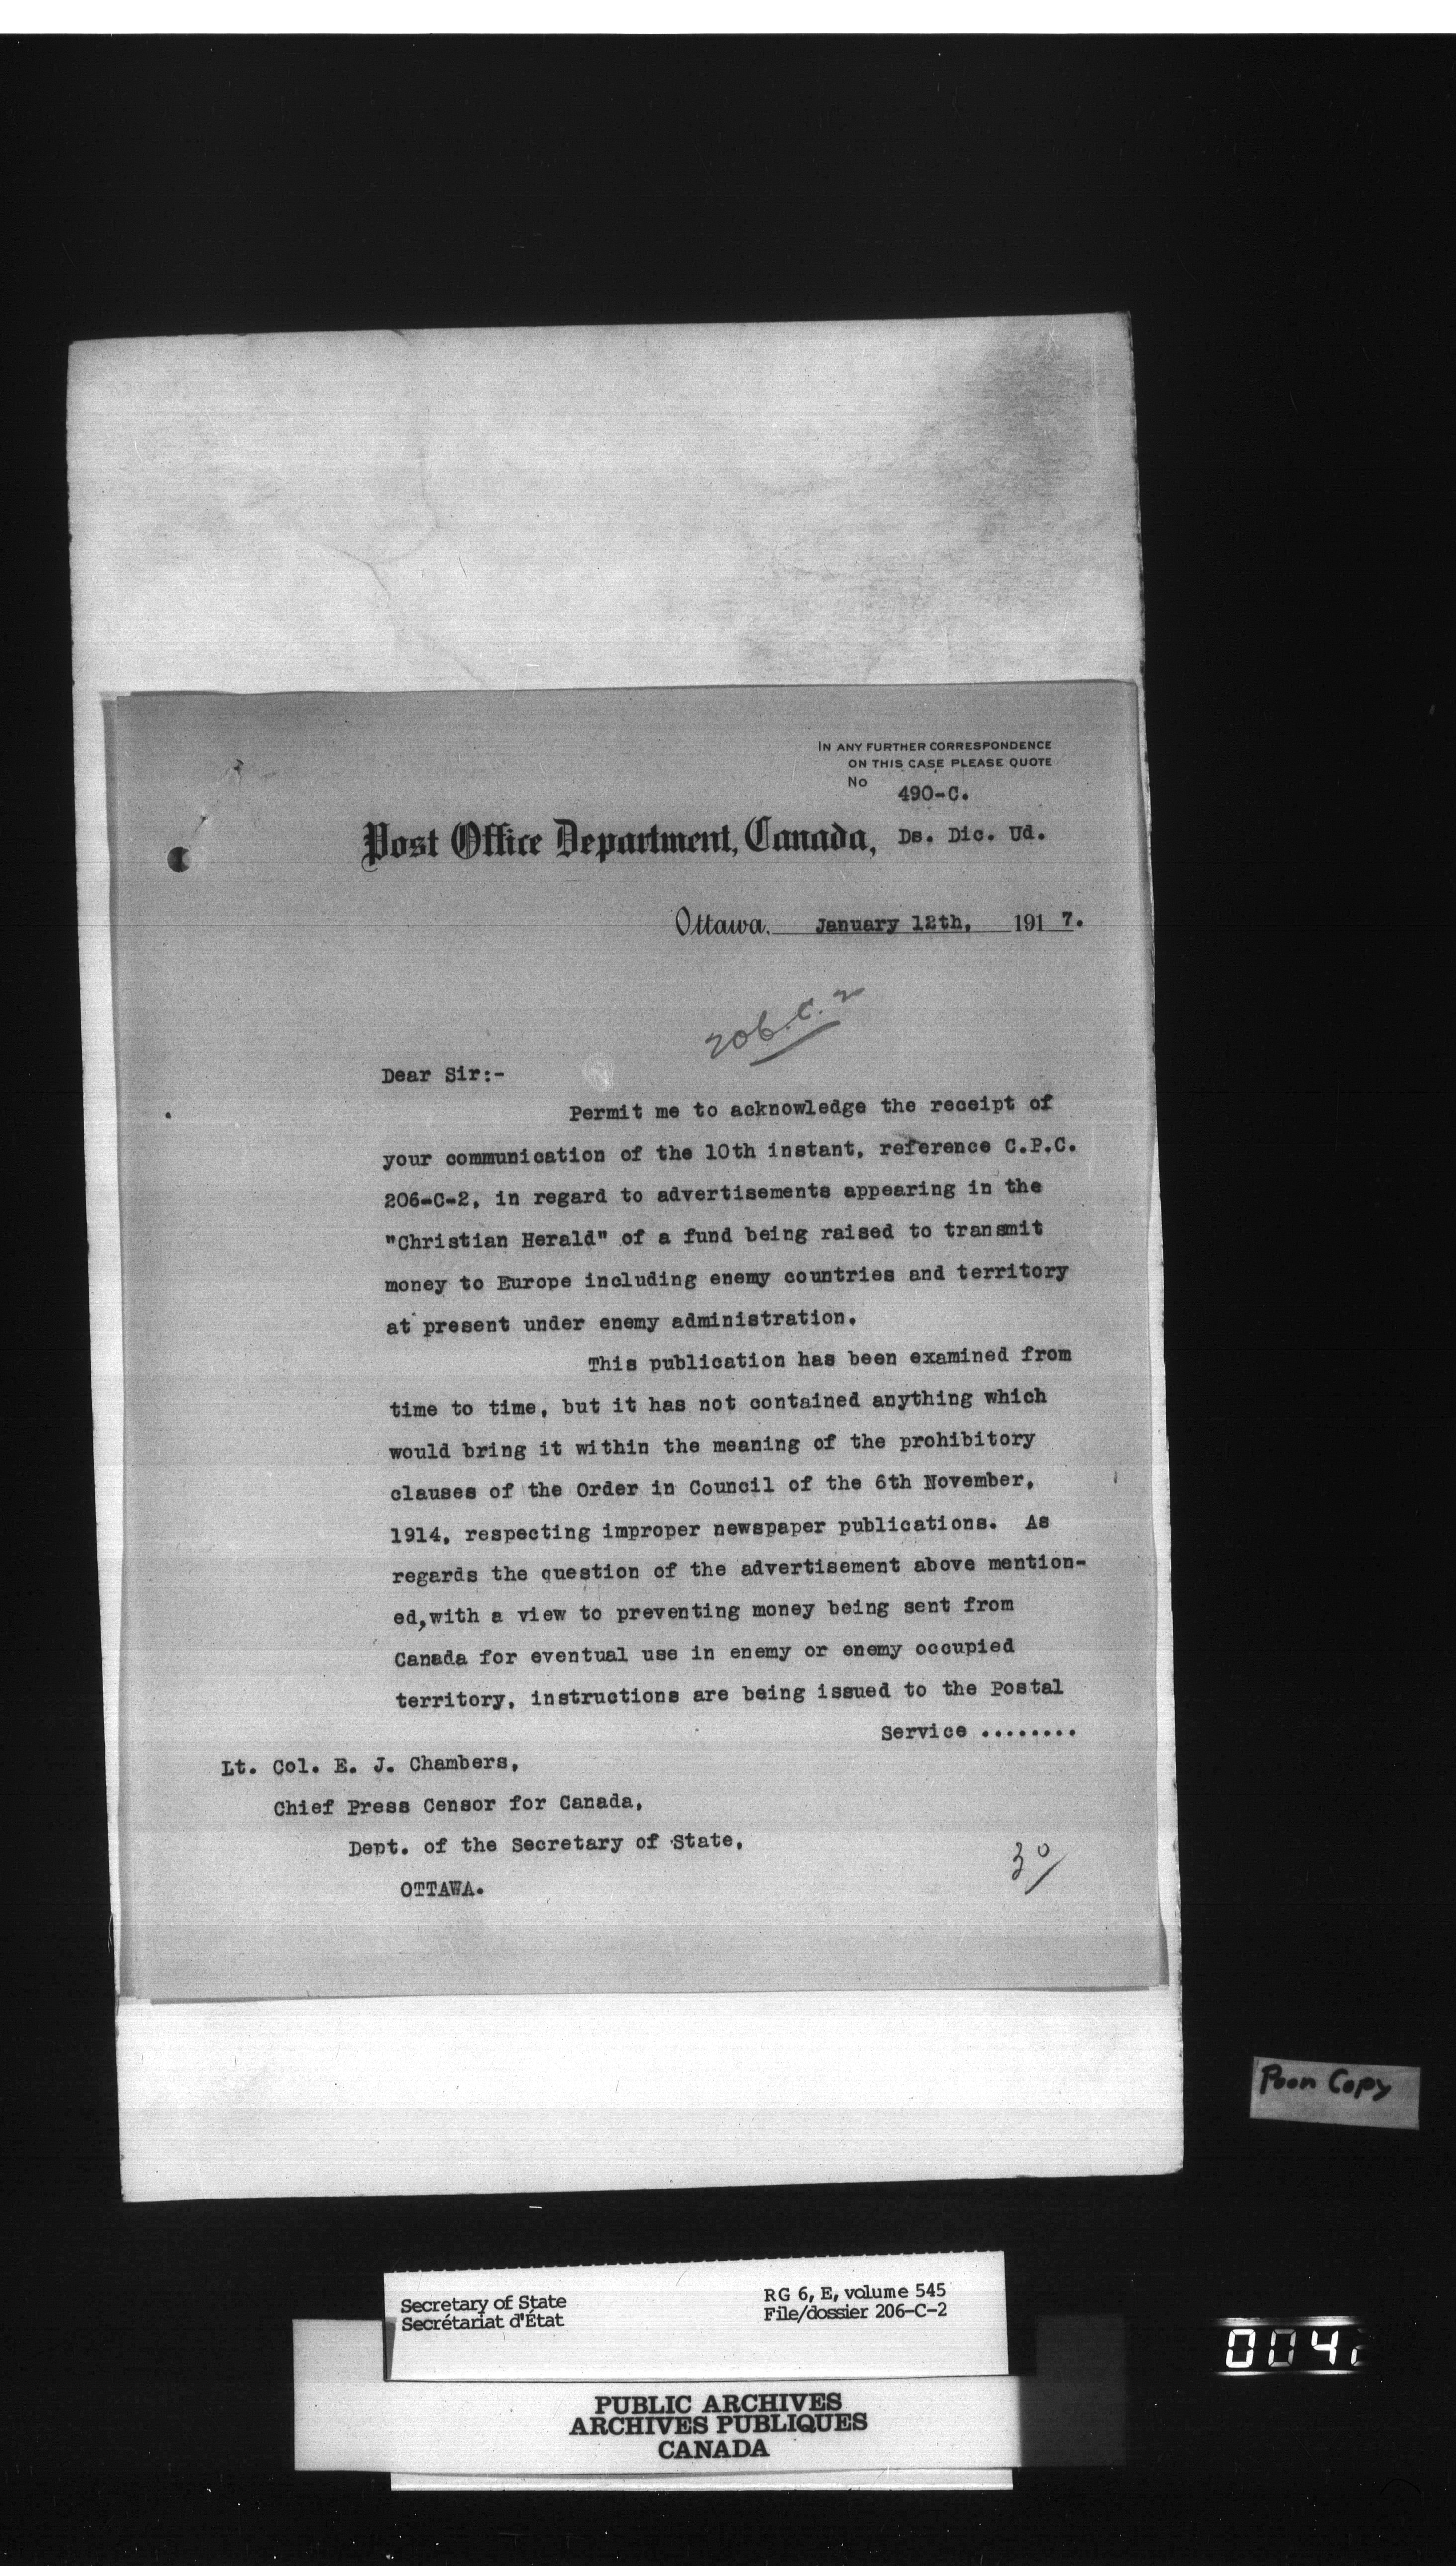 IN ANY FURTHER CORRESPONDENCE
ON THIS CASE PLEASE QUOTE
No
490-C.
Post Office Department, Canada, Ds. Dic. Ud.
Ottawa. January 12th, 1917.
206.C.2
Dear Sir:-
Permit me to acknowledge the receipt of
your communication of the 10th instant, reference C.P.C.
206-C-2, in regard to advertisements appearing in the
"Christian Herald" of a fund being raised to transmit
money to Europe including enemy countries and territory
at present under enemy administration.
This publication has been examined from
time to time, but it has not contained anything which
would bring it within the meaning of the prohibitory
clauses of the Order in Council of the 6th November,
1914, respecting improper newspaper publications. As
regards the question of the advertisement above mention-
ed, with a view to preventing money being sent from
Canada for eventual use in enemy or enemy occupied
territory, instructions are being issued to the Postal
Service ........
Lt. Col. E. J. Chambers,
Chief Press Censor for Canada,
Dept. of the Secretary of State,
OTTAWA.
30/
Poor Copy
Secretary of State
Secrétariat d'État
RG 6, E, volume 545
File/dossier 206-C-2
PUBLIC ARCHIVES
ARCHIVES PUBLIQUES
CANADA